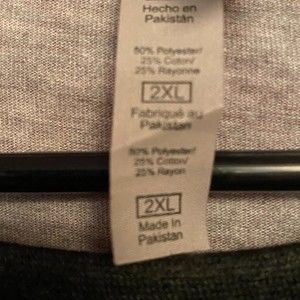 Hecho en
Pakistán
50% Polyester/
25% Coton/
25% Rayonne
2XL
Fabriqué au
Pakistan
50% Polyester/
25% Cotton/
25% Rayon
2XL
Made in
Pakistan